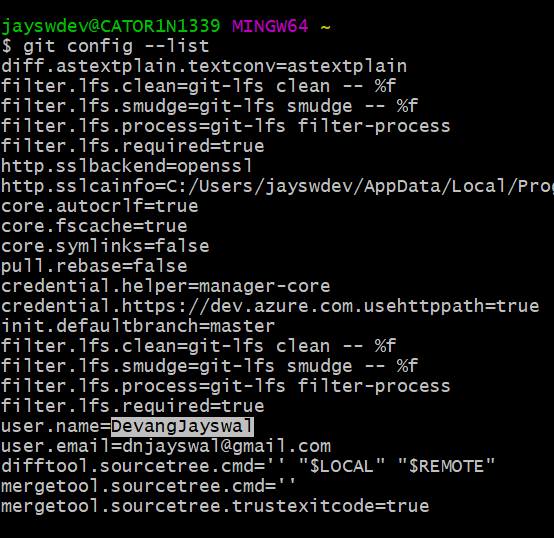 jayswdev@CATOR1N1339 MINGW64 ~
$ git config --list
diff.astextplain.textconv=astextplain
filter.lfs.clean=git-lfs clean -- %f
filter.lfs.smudge=git-lfs smudge -- %f
filter.lfs.process=git-lfs filter-process
filter.lfs.required=true
http.sslbackend=openssl
http.sslcainfo=C:/Users/jayswdev/AppData/Local/Prog
core.autocrlf=true
core.fscache=true
core.symlinks=false
pull.rebase=false
credential.helper=manager-core
credential.https://dev.azure.com.usehttppath=true
init.defaultbranch=master
filter.lfs.clean=git-lfs clean -- %f
filter.lfs.smudge=git-lfs smudge -- %f
filter.lfs.process=git-lfs filter-process
filter.lfs.required=true
user.name=DevangJayswal
user.email=dnjayswal@gmail.com
difftool.sourcetree.cmd='' "$LOCAL" "$REMOTE"
mergetool.sourcetree.cmd=''
mergetool.sourcetree.trustexitcode=true